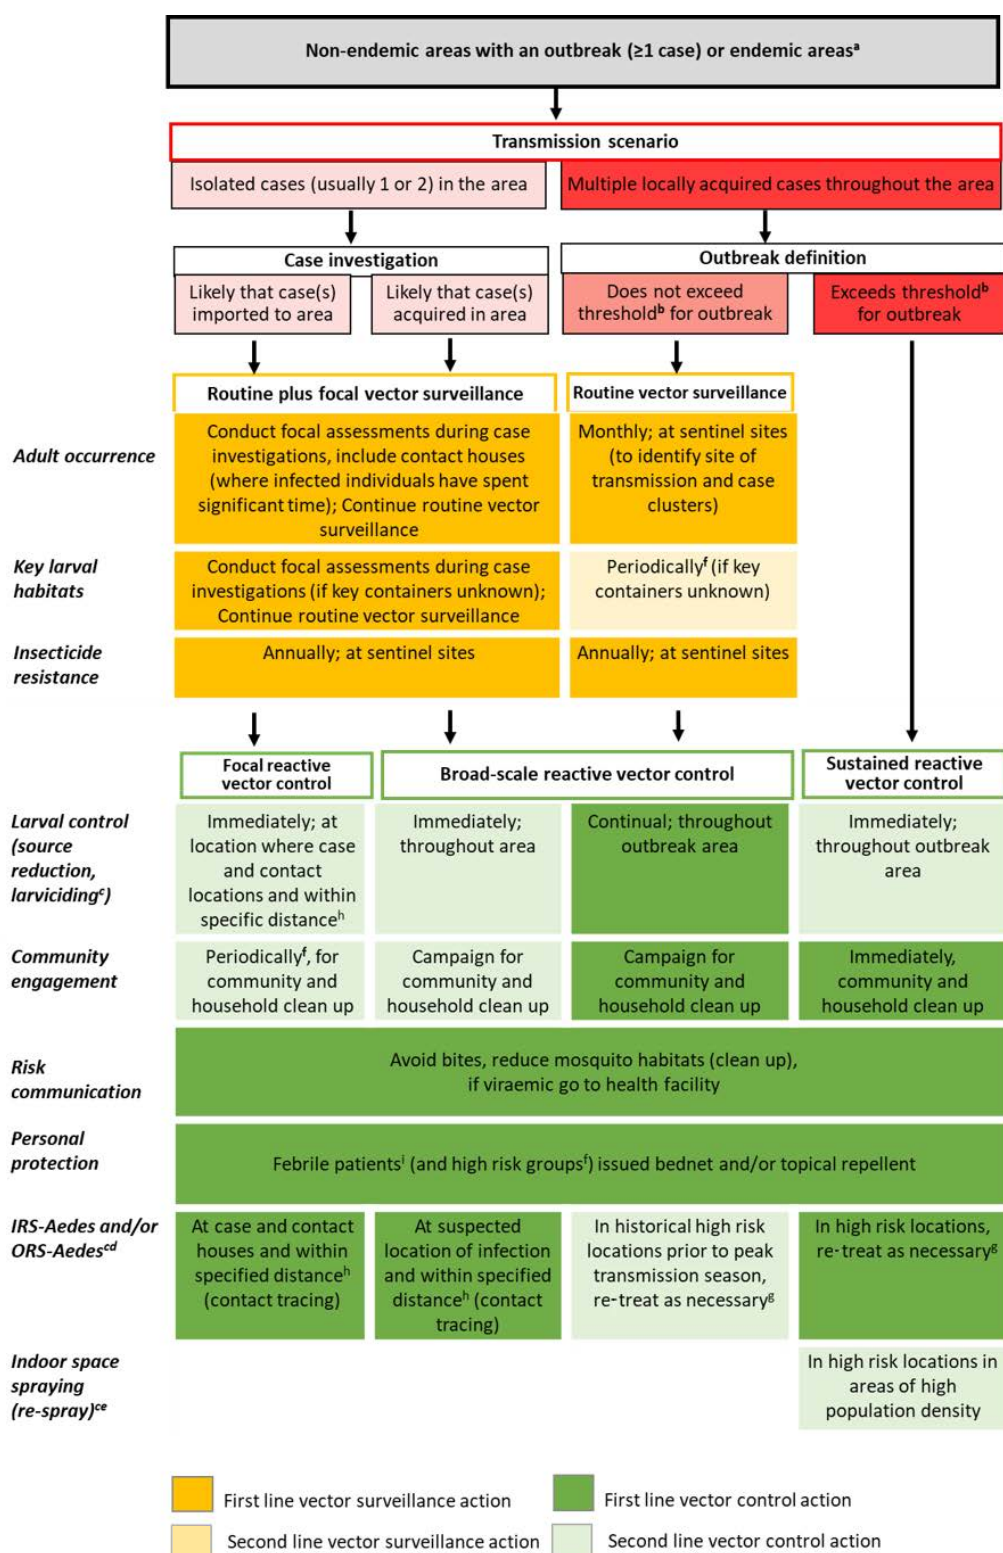 Non-endemic areas with an outbreak (≥1 case) or endemic areasᵃ
Transmission scenario
Isolated cases (usually 1 or 2) in the area
Multiple locally acquired cases throughout the area
Case investigation
Outbreak definition
Likely that case(s)
imported to area
Likely that case(s)
acquired in area
Does not exceed
thresholdᵇ for outbreak
Exceeds thresholdᵇ
for outbreak
Routine plus focal vector surveillance
Routine vector surveillance
Adult occurrence
Conduct focal assessments during case
investigations, include contact houses
(where infected individuals have spent
significant time); Continue routine vector
surveillance
Monthly; at sentinel sites
(to identify site of
transmission and case
clusters)
Key larval
habitats
Conduct focal assessments during case
investigations (if key containers unknown);
Continue routine vector surveillance
Periodicallyᶠ (if key
containers unknown)
Insecticide
resistance
Annually; at sentinel sites
Annually; at sentinel sites
Focal reactive
vector control
Broad-scale reactive vector control
Sustained reactive
vector control
Larval control
(source
reduction,
larvicidingᶜ)
Immediately; at
location where case
and contact
locations and within
specific distanceʰ
Immediately;
throughout area
Continual; throughout
outbreak area
Immediately;
throughout outbreak
area
Community
engagement
Periodicallyᶠ, for
community and
household clean up
Campaign for
community and
household clean up
Campaign for
community and
household clean up
Immediately,
community and
household clean up
Risk
communication
Avoid bites, reduce mosquito habitats (clean up),
if viraemic go to health facility
Personal
protection
Febrile patientsⁱ (and high risk groupsᶠ) issued bednet and/or topical repellent
IRS-Aedes and/or
ORS-Aedesᶜᵈ
At case and contact
houses and within
specified distanceʰ
(contact tracing)
At suspected
location of infection
and within specified
distanceʰ (contact
tracing)
In historical high risk
locations prior to peak
transmission season,
re-treat as necessaryᵍ
In high risk locations,
re-treat as necessaryᵍ
Indoor space
spraying
(re-spray)ᶜᵉ
In high risk locations in
areas of high
population density
First line vector surveillance action
First line vector control action
Second line vector surveillance action
Second line vector control action